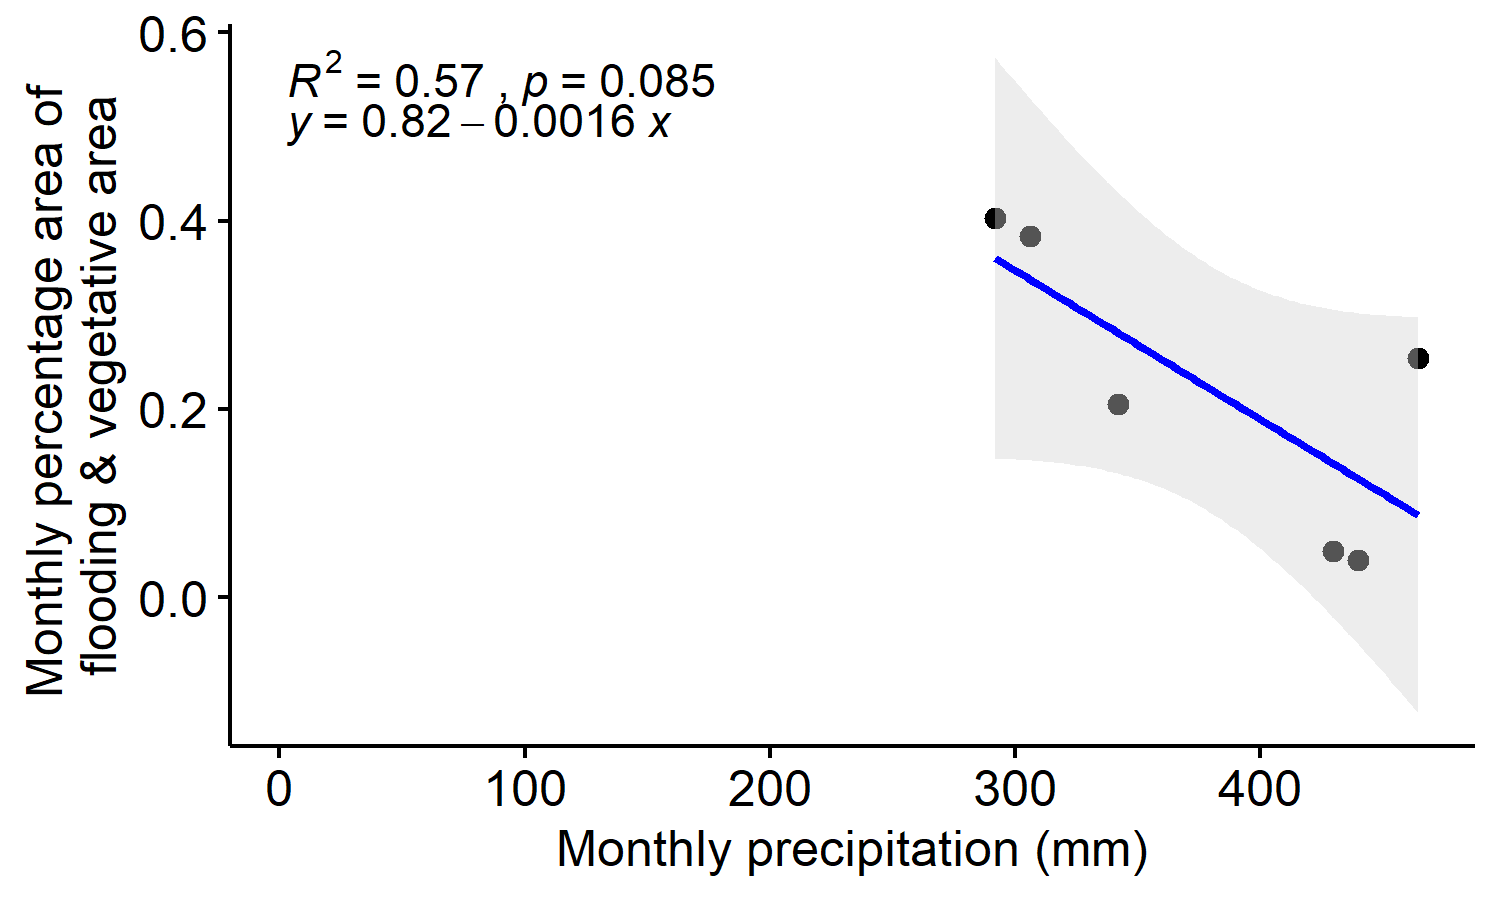 Monthly percentage area of
flooding & vegetative area
0.6
0.4
0.2
0.0
R² = 0.57 , p = 0.085
y = 0.82 – 0.0016 x
0 100 200 300 400
Monthly precipitation (mm)